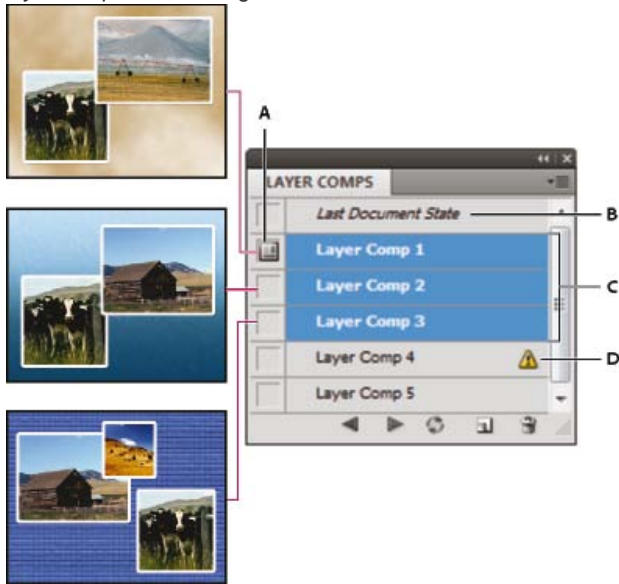 A
LAYER COMPS
Last Document State
B
Layer Comp 1
Layer Comp 2
C
Layer Comp 3
Layer Comp 4
D
Layer Comp 5